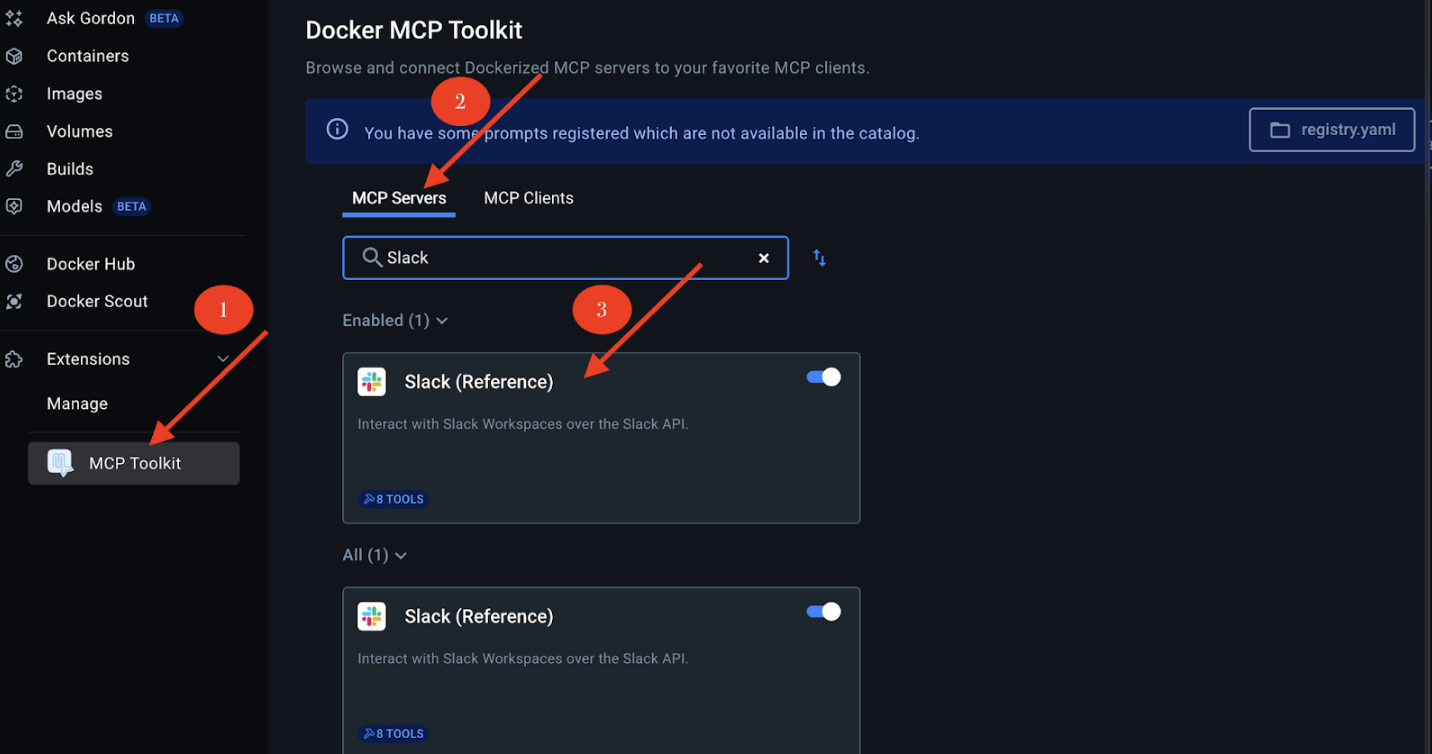 Ask Gordon BETA
Containers
Images
Volumes
Builds
Models BETA
Docker Hub
Docker Scout
1
Extensions
Manage
MCP Toolkit
Docker MCP Toolkit
Browse and connect Dockerized MCP servers to your favorite MCP clients.
2
You have some prompts registered which are not available in the catalog.
registry.yaml
MCP Servers MCP Clients
Slack
3
Enabled (1)
Slack (Reference)
Interact with Slack Workspaces over the Slack API.
8 TOOLS
All (1)
Slack (Reference)
Interact with Slack Workspaces over the Slack API.
8 TOOLS